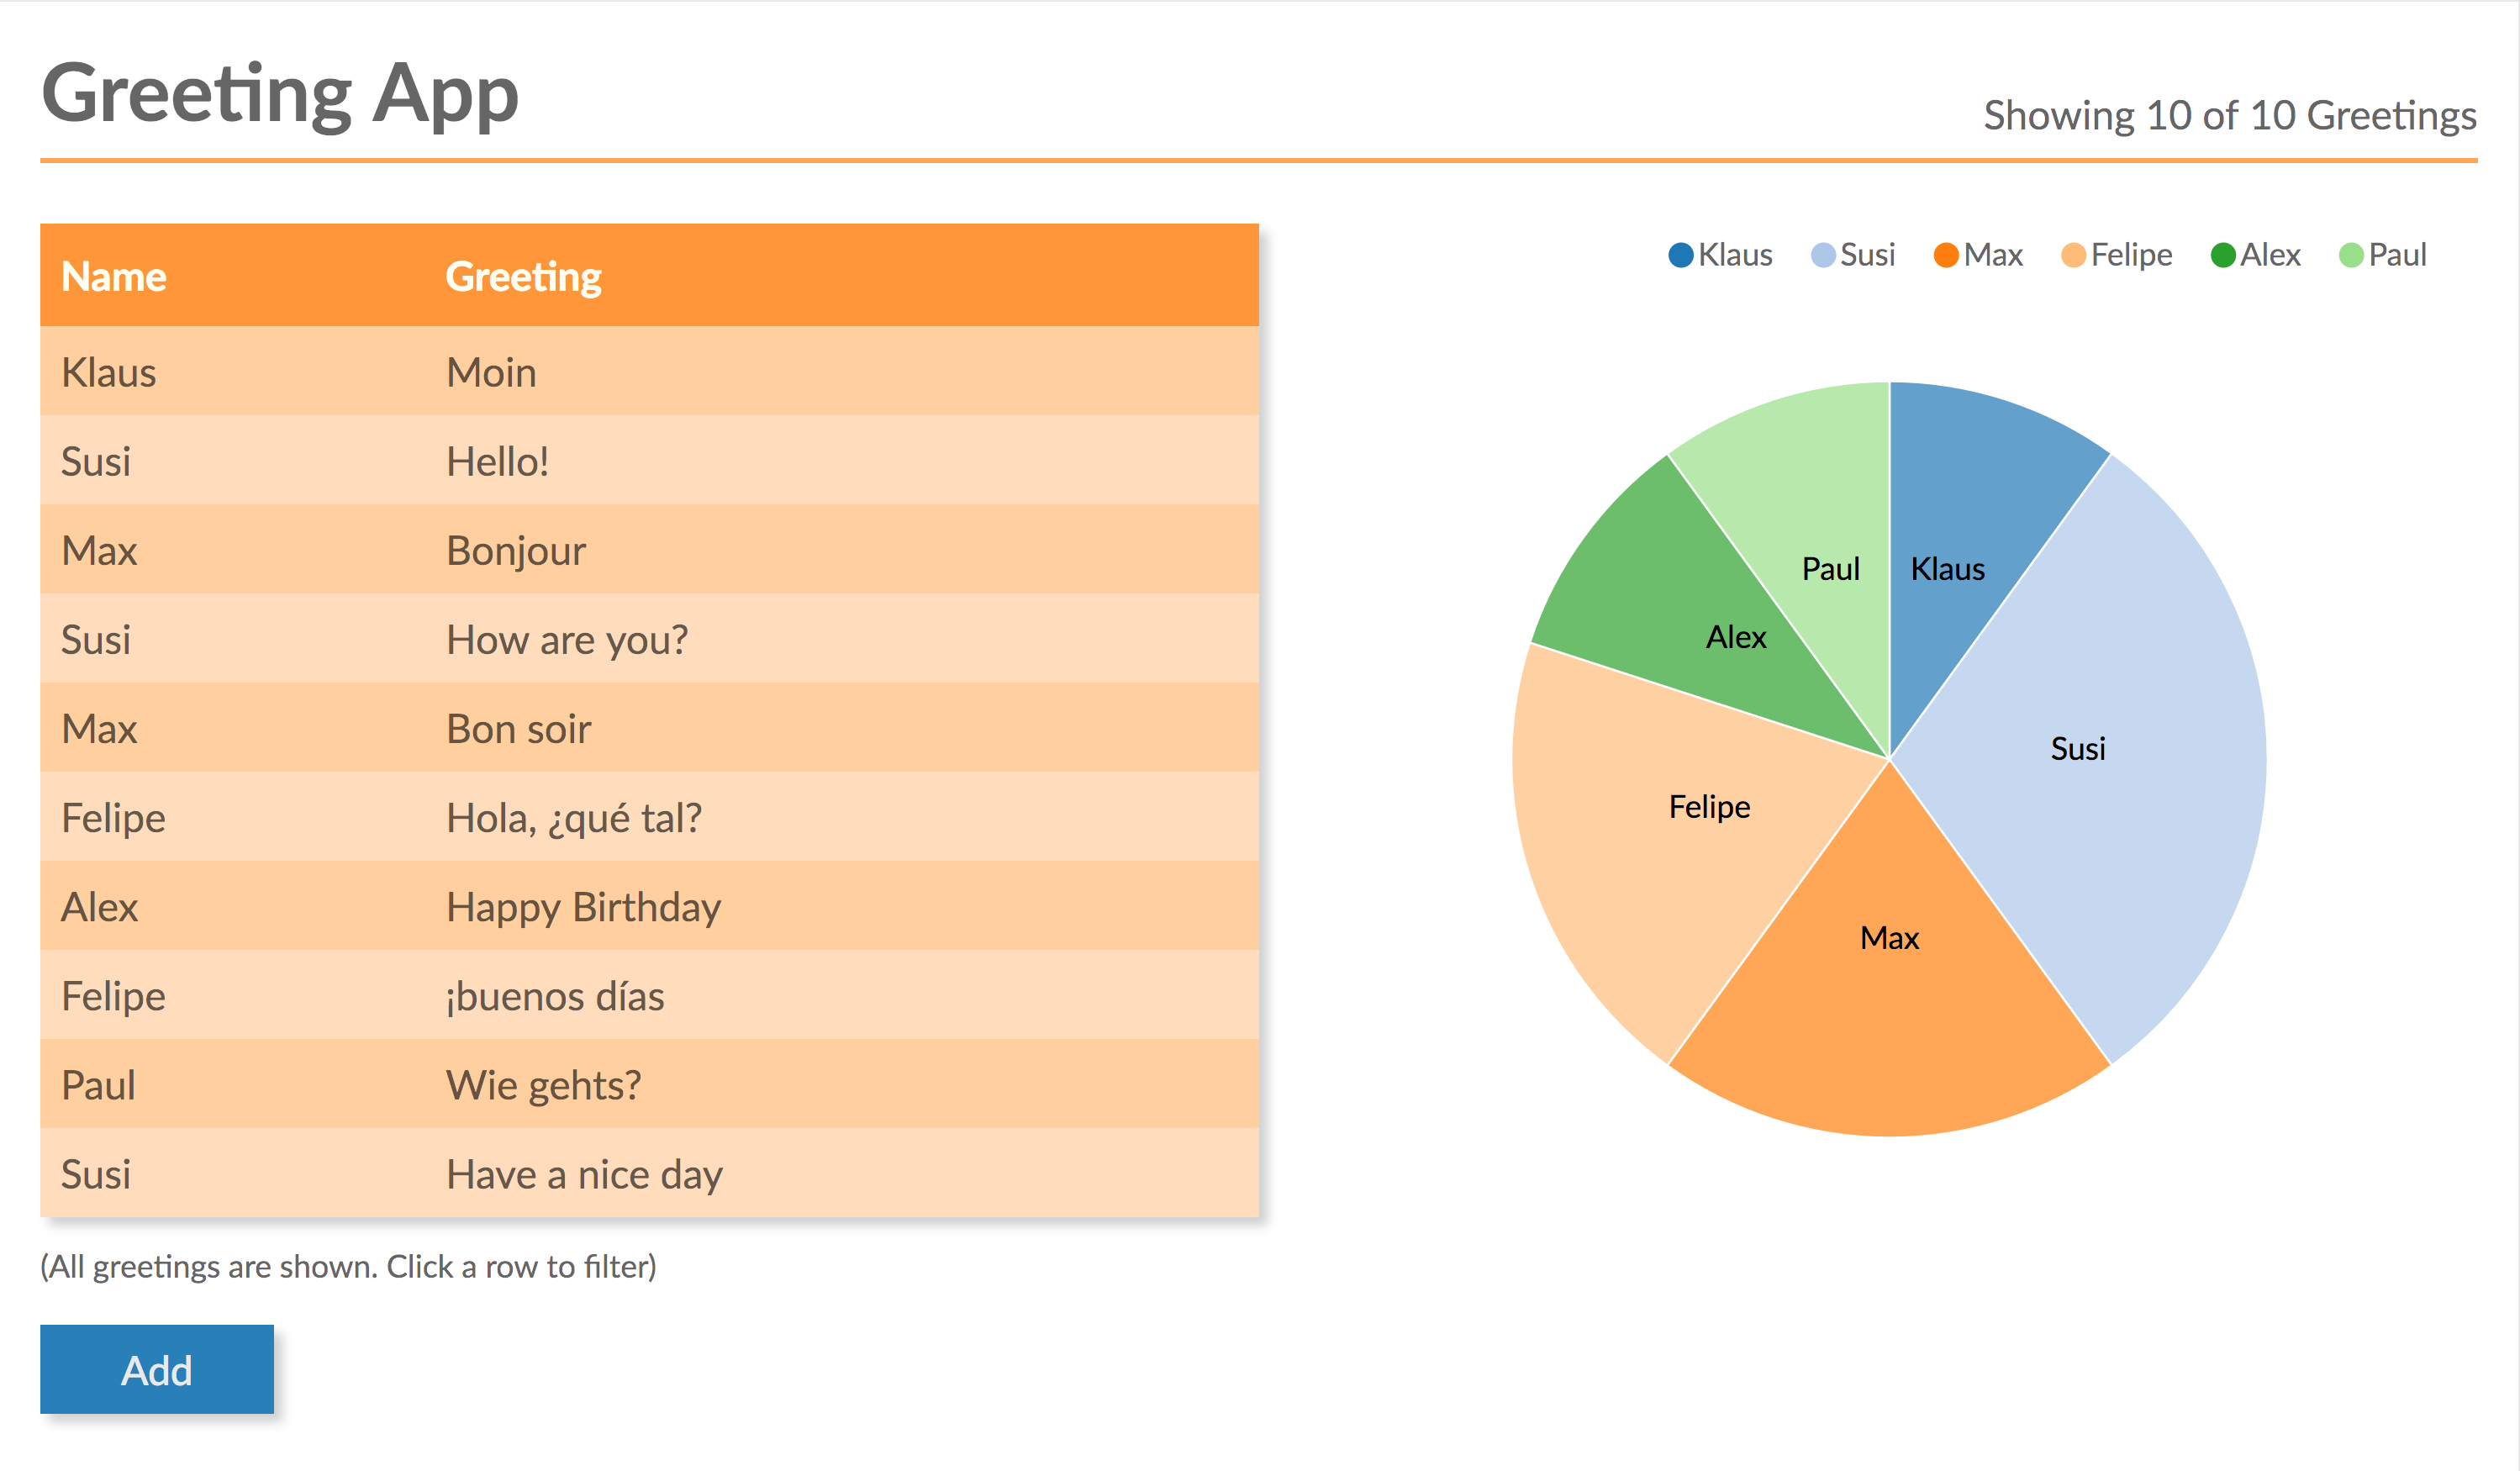 Greeting App
Showing 10 of 10 Greetings
Name Greeting
Klaus Moin
Susi Hello!
Max Bonjour
Susi How are you?
Max Bon soir
Felipe Hola, ¿qué tal?
Alex Happy Birthday
Felipe ¡buenos días
Paul Wie gehts?
Susi Have a nice day
(All greetings are shown. Click a row to filter)
Add
Klaus Susi Max Felipe Alex Paul
Paul Klaus
Alex
Susi
Felipe
Max